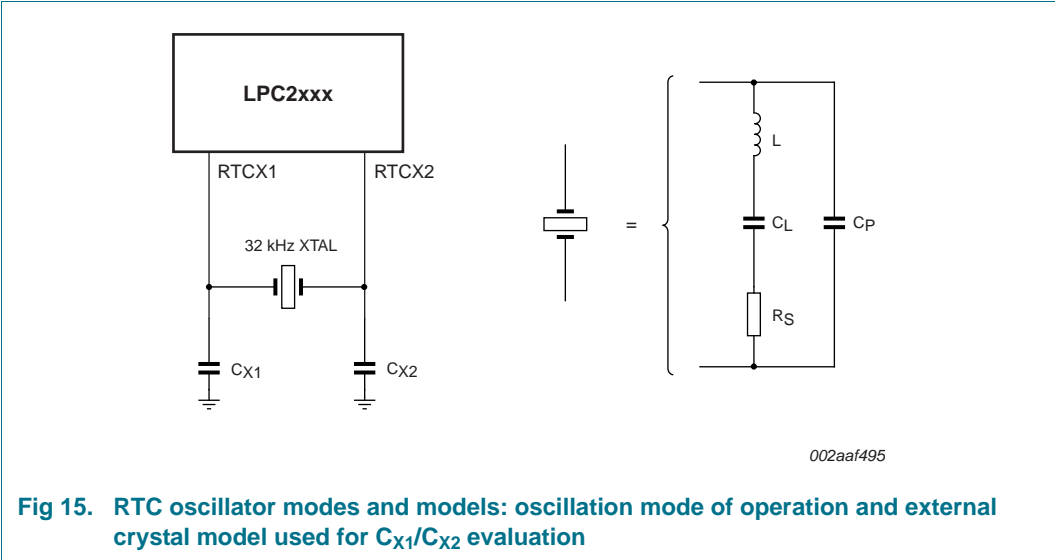 LPC2xxx
RTCX1
RTCX2
32 kHz XTAL
CX1
CX2
=
L
CL
CP
RS
002aaf495
Fig 15. RTC oscillator modes and models: oscillation mode of operation and external
crystal model used for CX1/CX2 evaluation